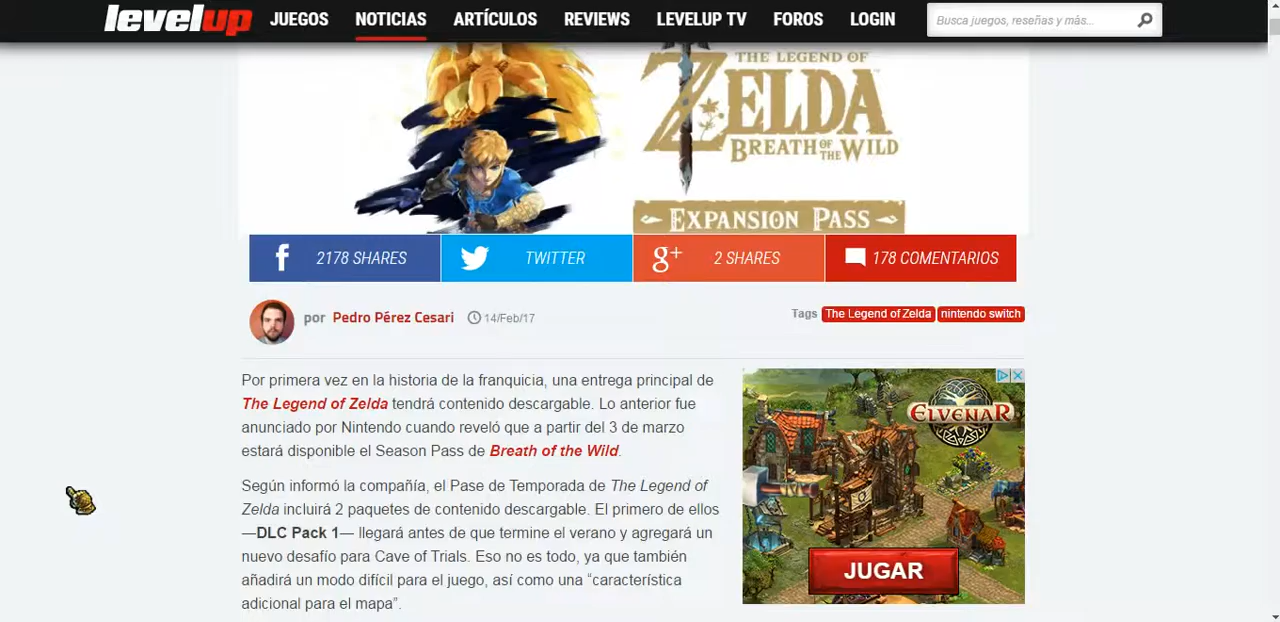 levelup JUEGOS NOTICIAS ARTÍCULOS REVIEWS LEVELUP TV FOROS LOGIN Busca juegos, reseñas y más...
THE LEGEND OF
ZELDA
BREATH OF THE WILD
EXPANSION PASS
f 2178 SHARES TWITTER g+ 2 SHARES 178 COMENTARIOS
por Pedro Pérez Cesari 14/Feb/17 Tags The Legend of Zelda nintendo switch
Por primera vez en la historia de la franquicia, una entrega principal de
The Legend of Zelda tendrá contenido descargable. Lo anterior fue
anunciado por Nintendo cuando reveló que a partir del 3 de marzo
estará disponible el Season Pass de Breath of the Wild.
Según informó la compañía, el Pase de Temporada de The Legend of
Zelda incluirá 2 paquetes de contenido descargable. El primero de ellos
—DLC Pack 1— llegará antes de que termine el verano y agregará un
nuevo desafío para Cave of Trials. Eso no es todo, ya que también
añadirá un modo difícil para el juego, así como una “característica
adicional para el mapa”.
ELVENAR
JUGAR